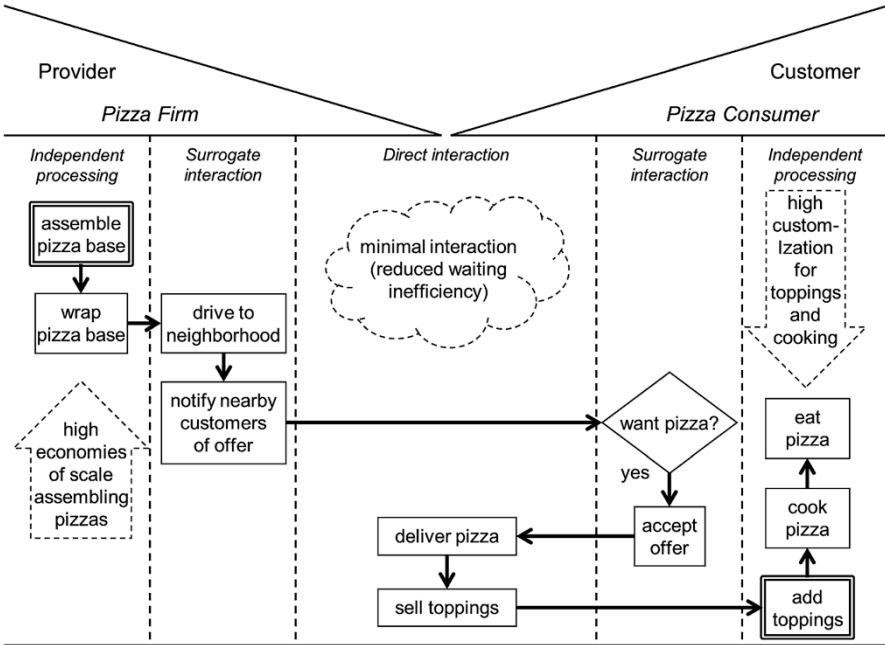 Provider
Customer
Pizza Firm
Pizza Consumer
Independent
processing
Surrogate
interaction
Direct interaction
Surrogate
interaction
Independent
processing
assemble
pizza base
wrap
pizza base
high
economies
of scale
assembling
pizzas
drive to
neighborhood
notify nearby
customers
of offer
minimal interaction
(reduced waiting
inefficiency)
deliver pizza
sell toppings
want pizza?
yes
accept
offer
high
custom-
lzation
for
toppings
and
cooking
eat
pizza
cook
pizza
add
toppings